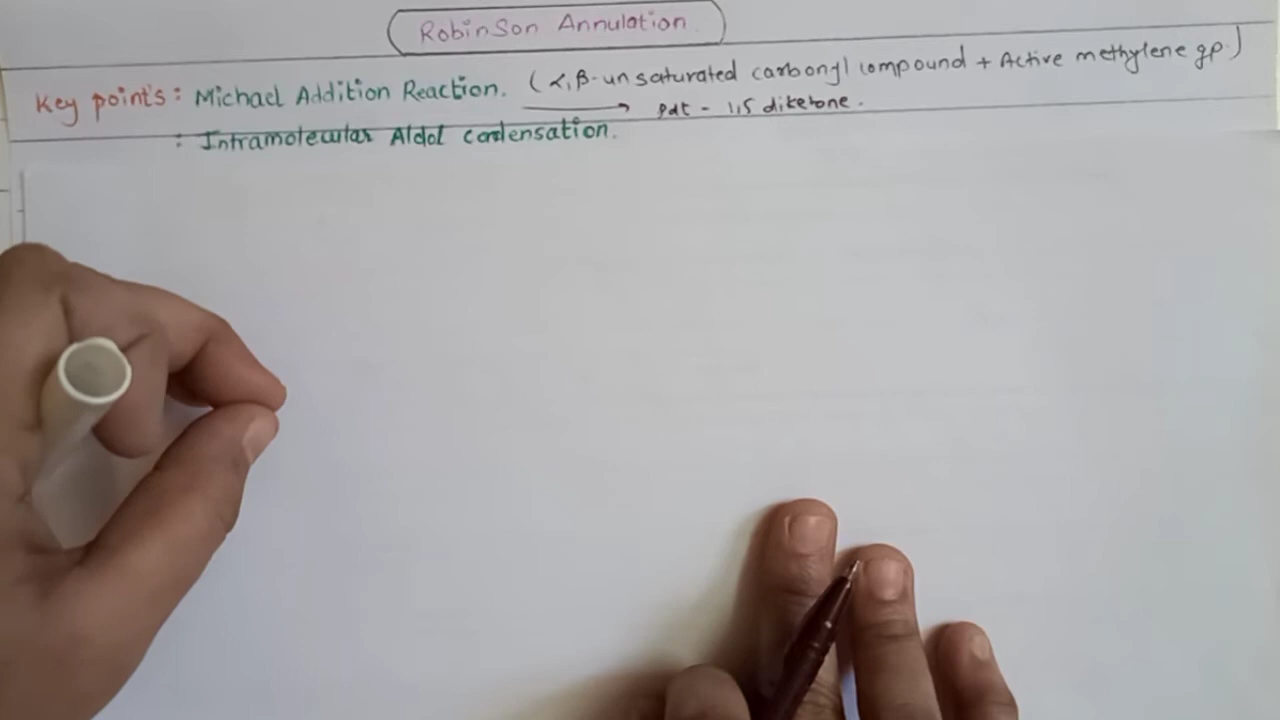 Robinson Annulation
Key points: Michael Addition Reaction. (α,β-unsaturated carbonyl compound + Active methylene gp.)
→ pdt - 1,5 diketone.
: Intramolecular Aldol condensation.